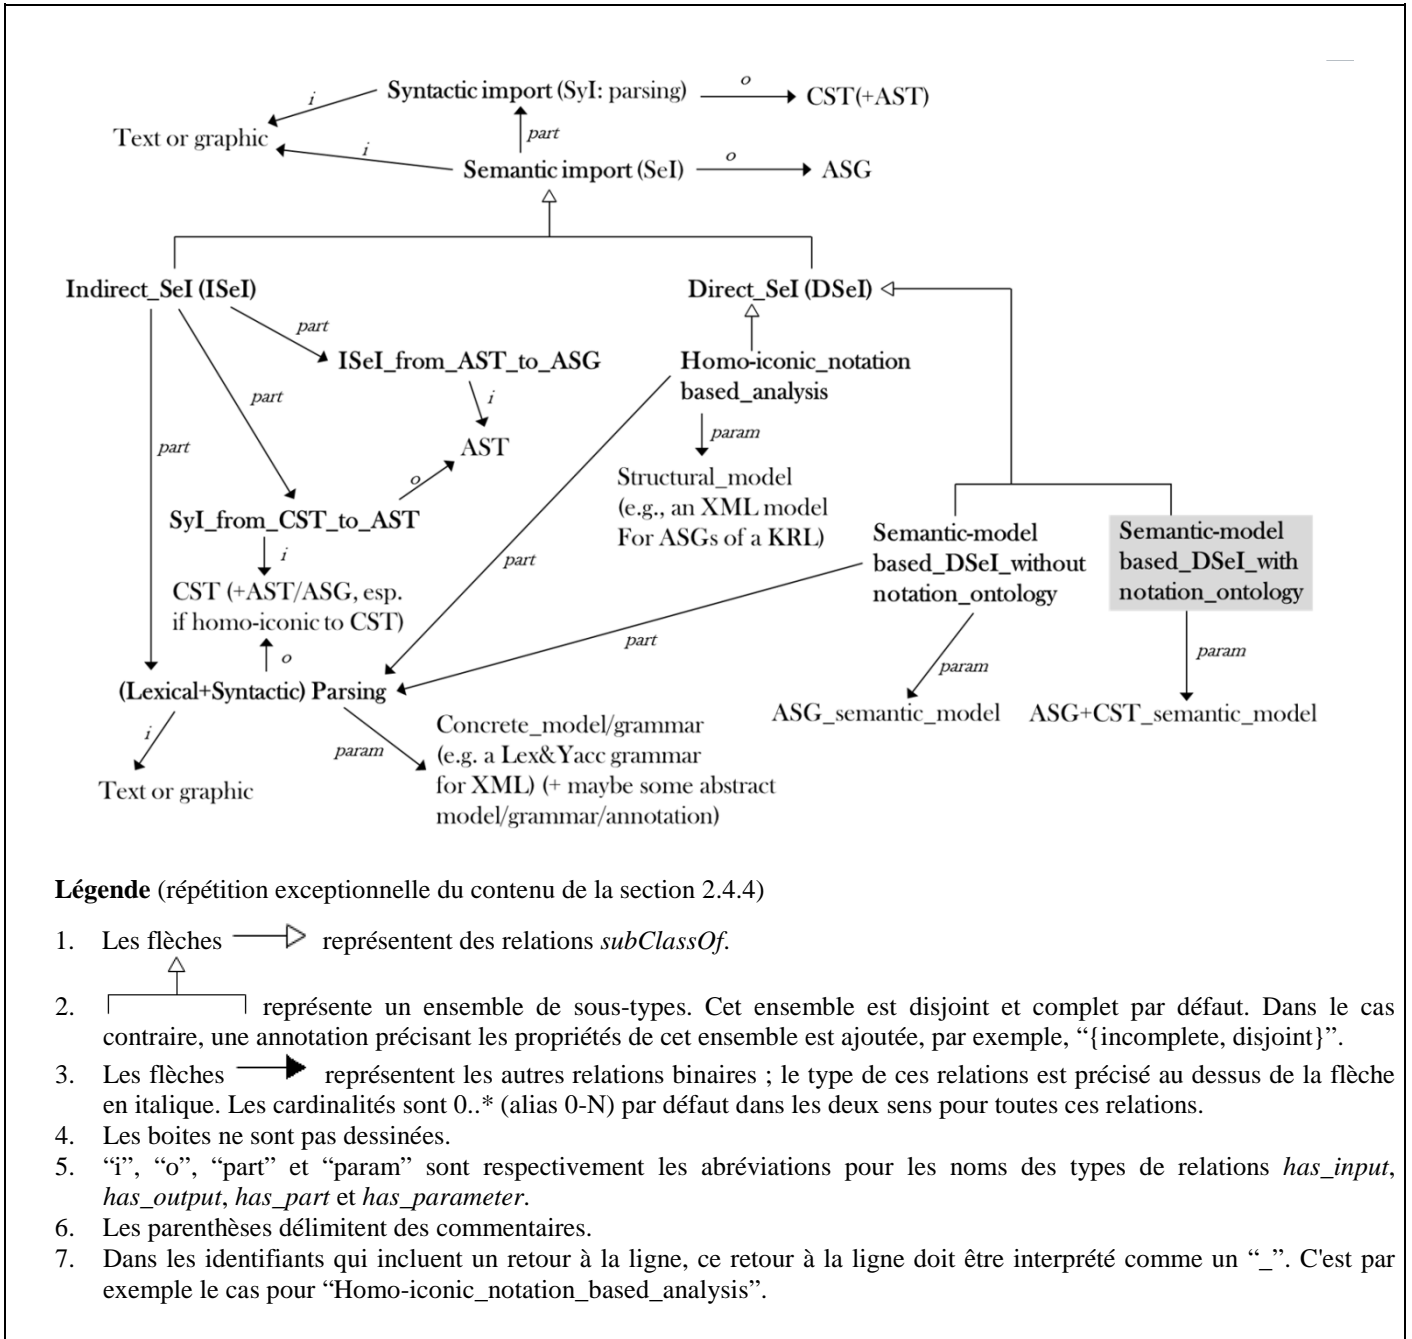 Syntactic import (SyI: parsing)
o
CST(+AST)
i
Text or graphic
part
i
Semantic import (SeI)
o
ASG
Indirect_SeI (ISeI)
Direct_SeI (DSeI)
part
ISeI_from_AST_to_ASG
Homo-iconic_notation
based_analysis
part
i
param
part
AST
Structural_model
(e.g., an XML model
For ASGs of a KRL)
o
SyI_from_CST_to_AST
Semantic-model
based_DSeI_without
notation_ontology
Semantic-model
based_DSeI_with
notation_ontology
i
part
CST (+AST/ASG, esp.
if homo-iconic to CST)
part
o
param
param
(Lexical+Syntactic) Parsing
ASG_semantic_model
ASG+CST_semantic_model
i
param
Concrete_model/grammar
(e.g. a Lex&Yacc grammar
for XML) (+ maybe some abstract
model/grammar/annotation)
Text or graphic
Légende (répétition exceptionnelle du contenu de la section 2.4.4)
1. Les flèches représentent des relations subClassOf.
2. représente un ensemble de sous-types. Cet ensemble est disjoint et complet par défaut. Dans le cas
contraire, une annotation précisant les propriétés de cet ensemble est ajoutée, par exemple, “{incomplete, disjoint}”.
3. Les flèches représentent les autres relations binaires ; le type de ces relations est précisé au dessus de la flèche
en italique. Les cardinalités sont 0..* (alias 0-N) par défaut dans les deux sens pour toutes ces relations.
4. Les boites ne sont pas dessinées.
5. “i”, “o”, “part” et “param” sont respectivement les abréviations pour les noms des types de relations has_input,
has_output, has_part et has_parameter.
6. Les parenthèses délimitent des commentaires.
7. Dans les identifiants qui incluent un retour à la ligne, ce retour à la ligne doit être interprété comme un “_”. C'est par
exemple le cas pour “Homo-iconic_notation_based_analysis”.